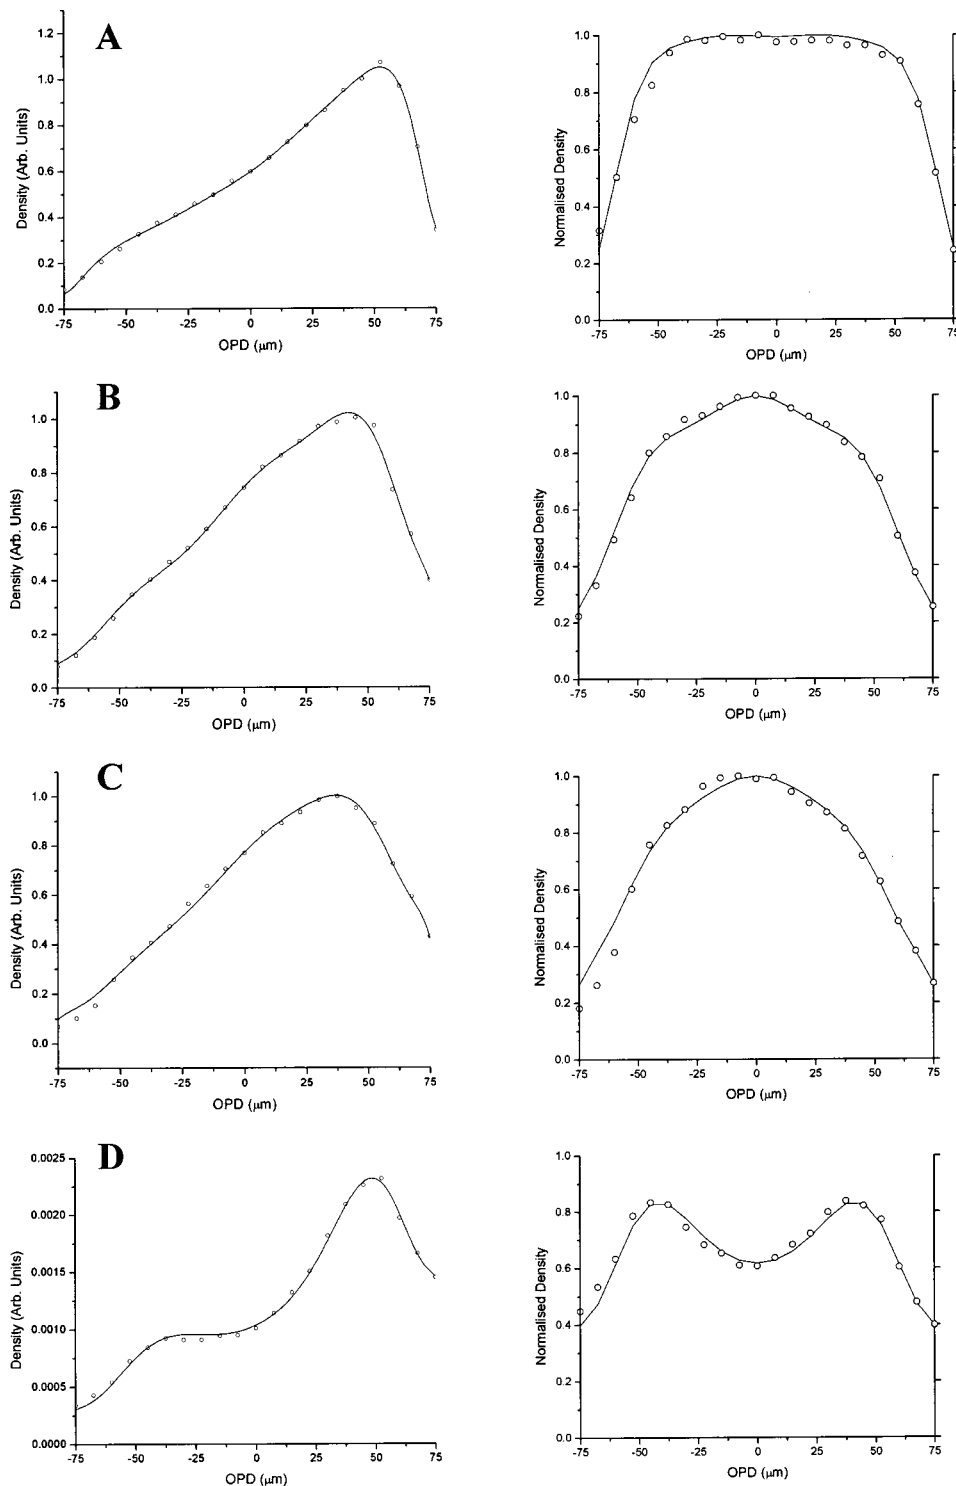 A
Density (Arb. Units)
1.2
1.0
0.8
0.6
0.4
0.2
0.0
-75 -50 -25 0 25 50 75
OPD (μm)
Normalised Density
1.0
0.8
0.6
0.4
0.2
0.0
-75 -50 -25 0 25 50 75
OPD (μm)
B
Density (Arb. Units)
1.0
0.8
0.6
0.4
0.2
0.0
-75 -50 -25 0 25 50 75
OPD (μm)
Normalised Density
1.0
0.8
0.6
0.4
0.2
0.0
-75 -50 -25 0 25 50 75
OPD (μm)
C
Density (Arb. Units)
1.0
0.8
0.6
0.4
0.2
0.0
-75 -50 -25 0 25 50 75
OPD (μm)
Normalised Density
1.0
0.8
0.6
0.4
0.2
0.0
-75 -50 -25 0 25 50 75
OPD (μm)
D
Density (Arb. Units)
0.0025
0.0020
0.0015
0.0010
0.0005
0.0000
-75 -50 -25 0 25 50 75
OPD (μm)
Normalised Density
1.0
0.8
0.6
0.4
0.2
0.0
-75 -50 -25 0 25 50 75
OPD (μm)